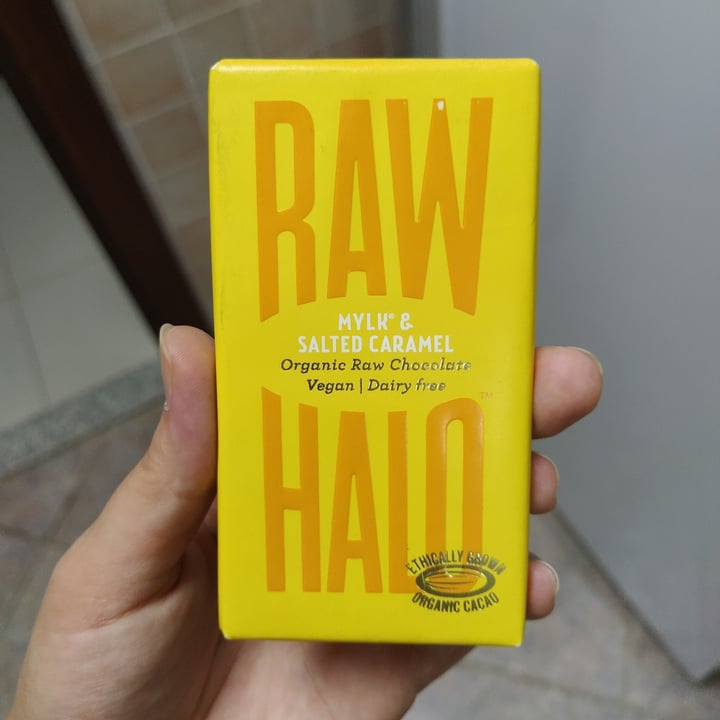 RAW
MYLK® &
SALTED CARAMEL
Organic Raw Chocolate
Vegan | Dairy free
HALO™
ETHICALLY GROWN
ORGANIC CACAO